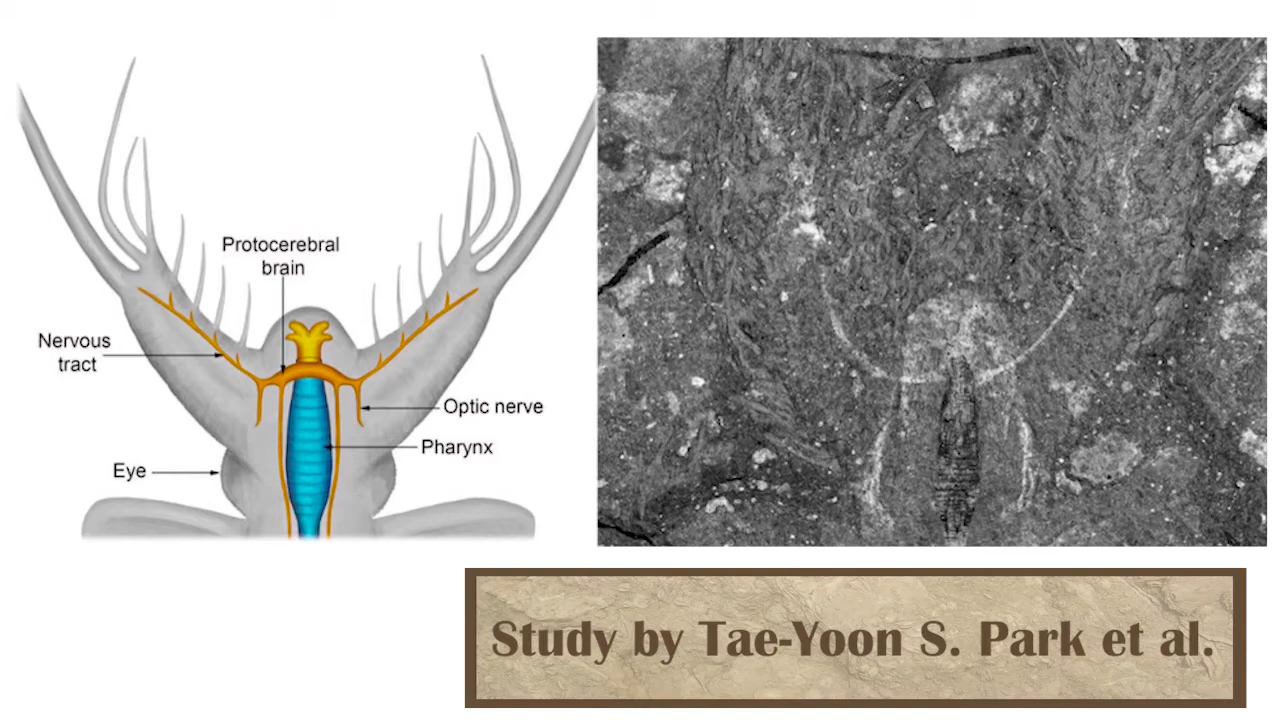 Protocerebral
brain
Nervous
tract
Optic nerve
Pharynx
Eye
Study by Tae-Yoon S. Park et al.